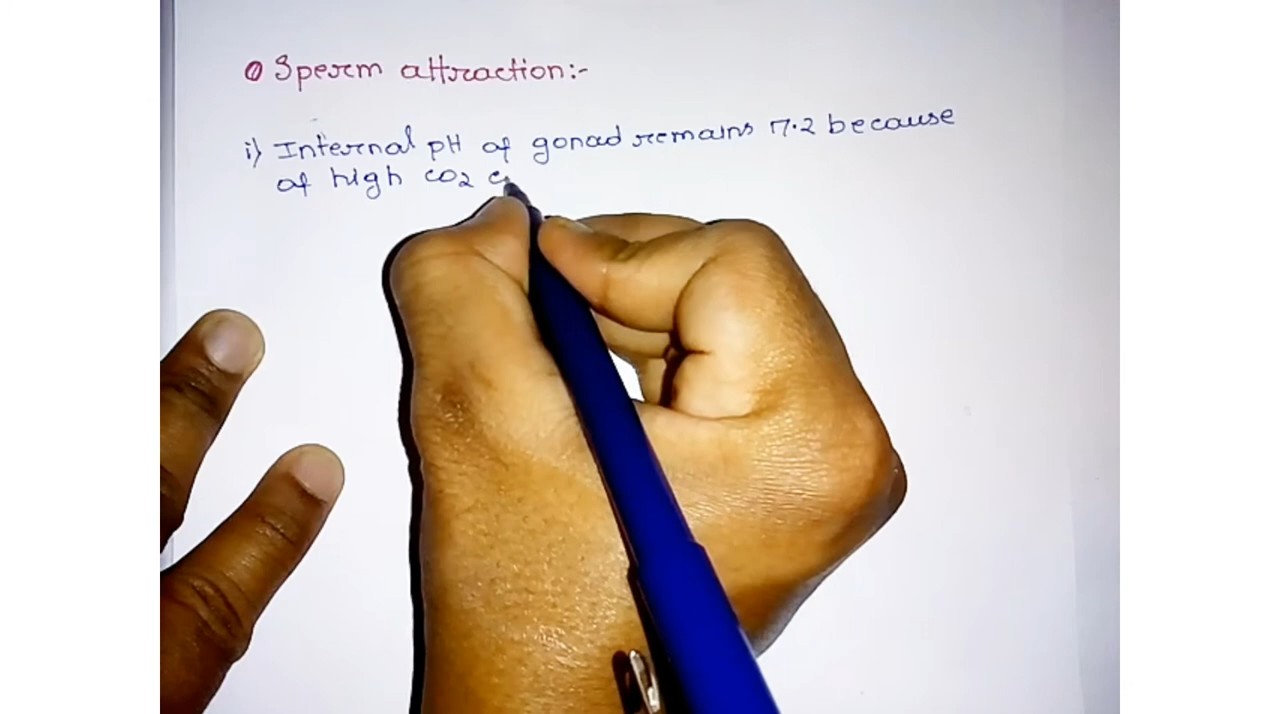 Sperm attraction:-
i) Internal pH of gonad remains 7.2 because
of high CO2 c